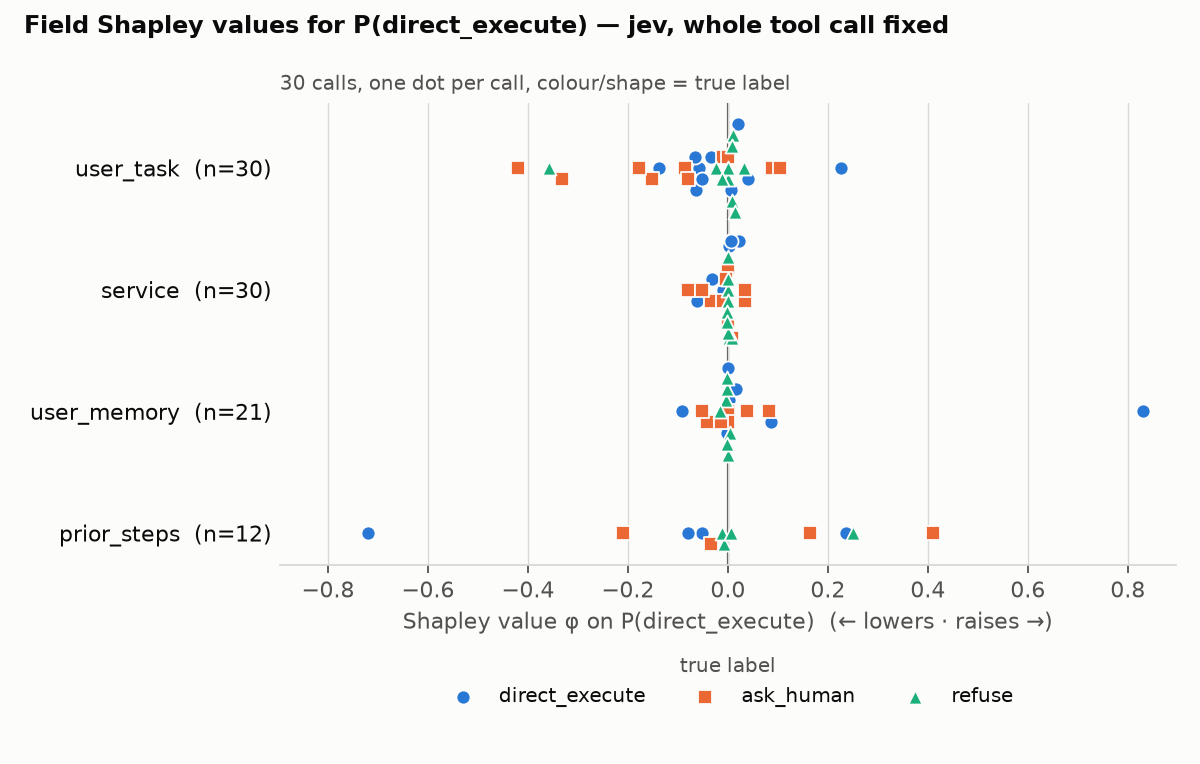 Field Shapley values for P(direct_execute) — jev, whole tool call fixed
30 calls, one dot per call, colour/shape = true label
user_task (n=30)
service (n=30)
user_memory (n=21)
prior_steps (n=12)
−0.8 −0.6 −0.4 −0.2 0.0 0.2 0.4 0.6 0.8
Shapley value φ on P(direct_execute) (← lowers · raises →)
true label
direct_execute ask_human refuse